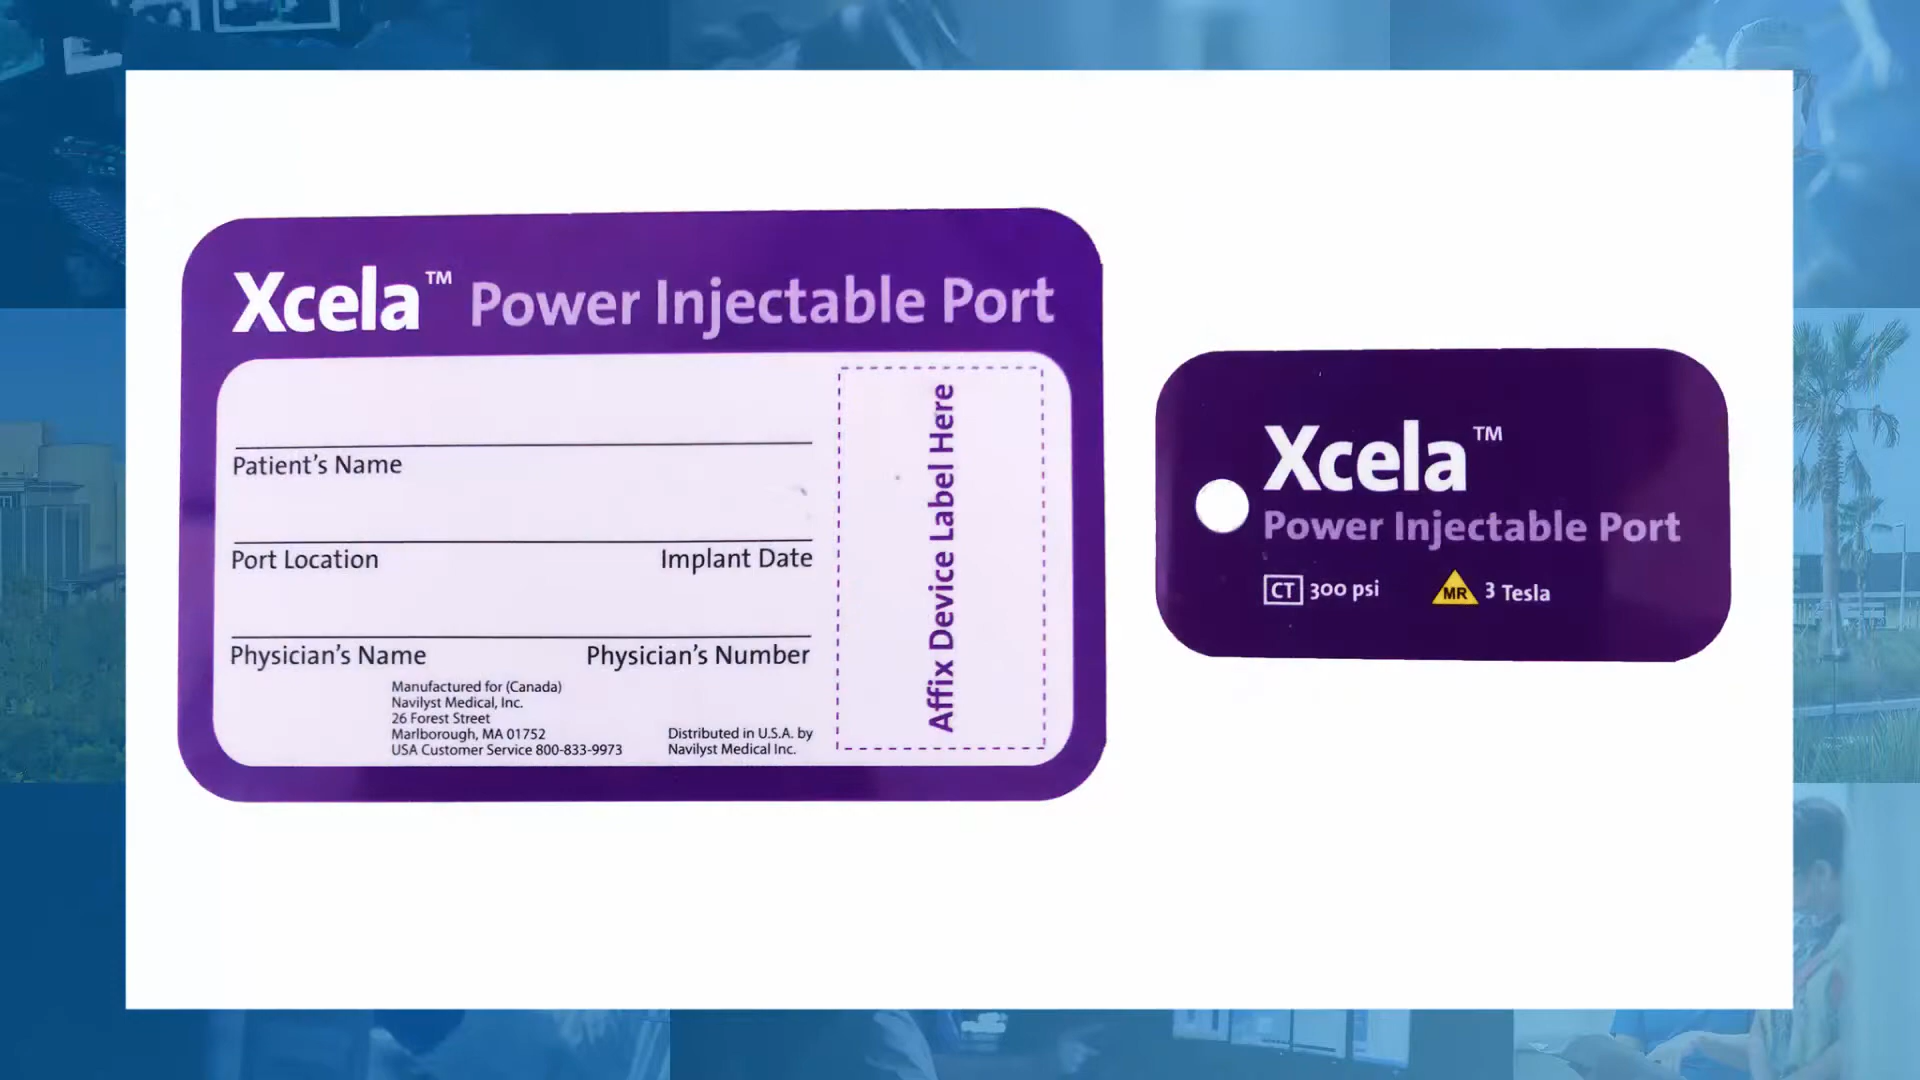 Xcela™ Power Injectable Port
Patient's Name
Port Location Implant Date
Physician's Name Physician's Number
Manufactured for (Canada)
Navilyst Medical, Inc.
26 Forest Street
Marlborough, MA 01752
USA Customer Service 800-833-9973
Distributed in U.S.A. by
Navilyst Medical Inc.
Affix Device Label Here
Xcela™
Power Injectable Port
CT 300 psi MR 3 Tesla